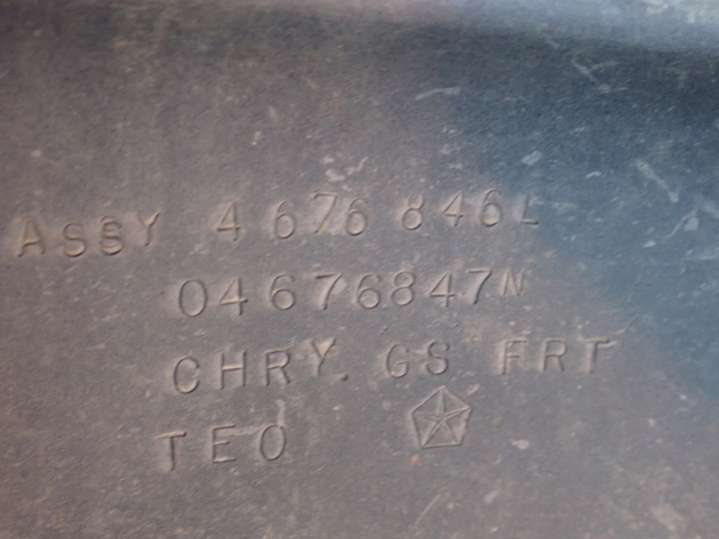 ASSY 4676846L
04676847N
CHRY. GS FRT
TEO